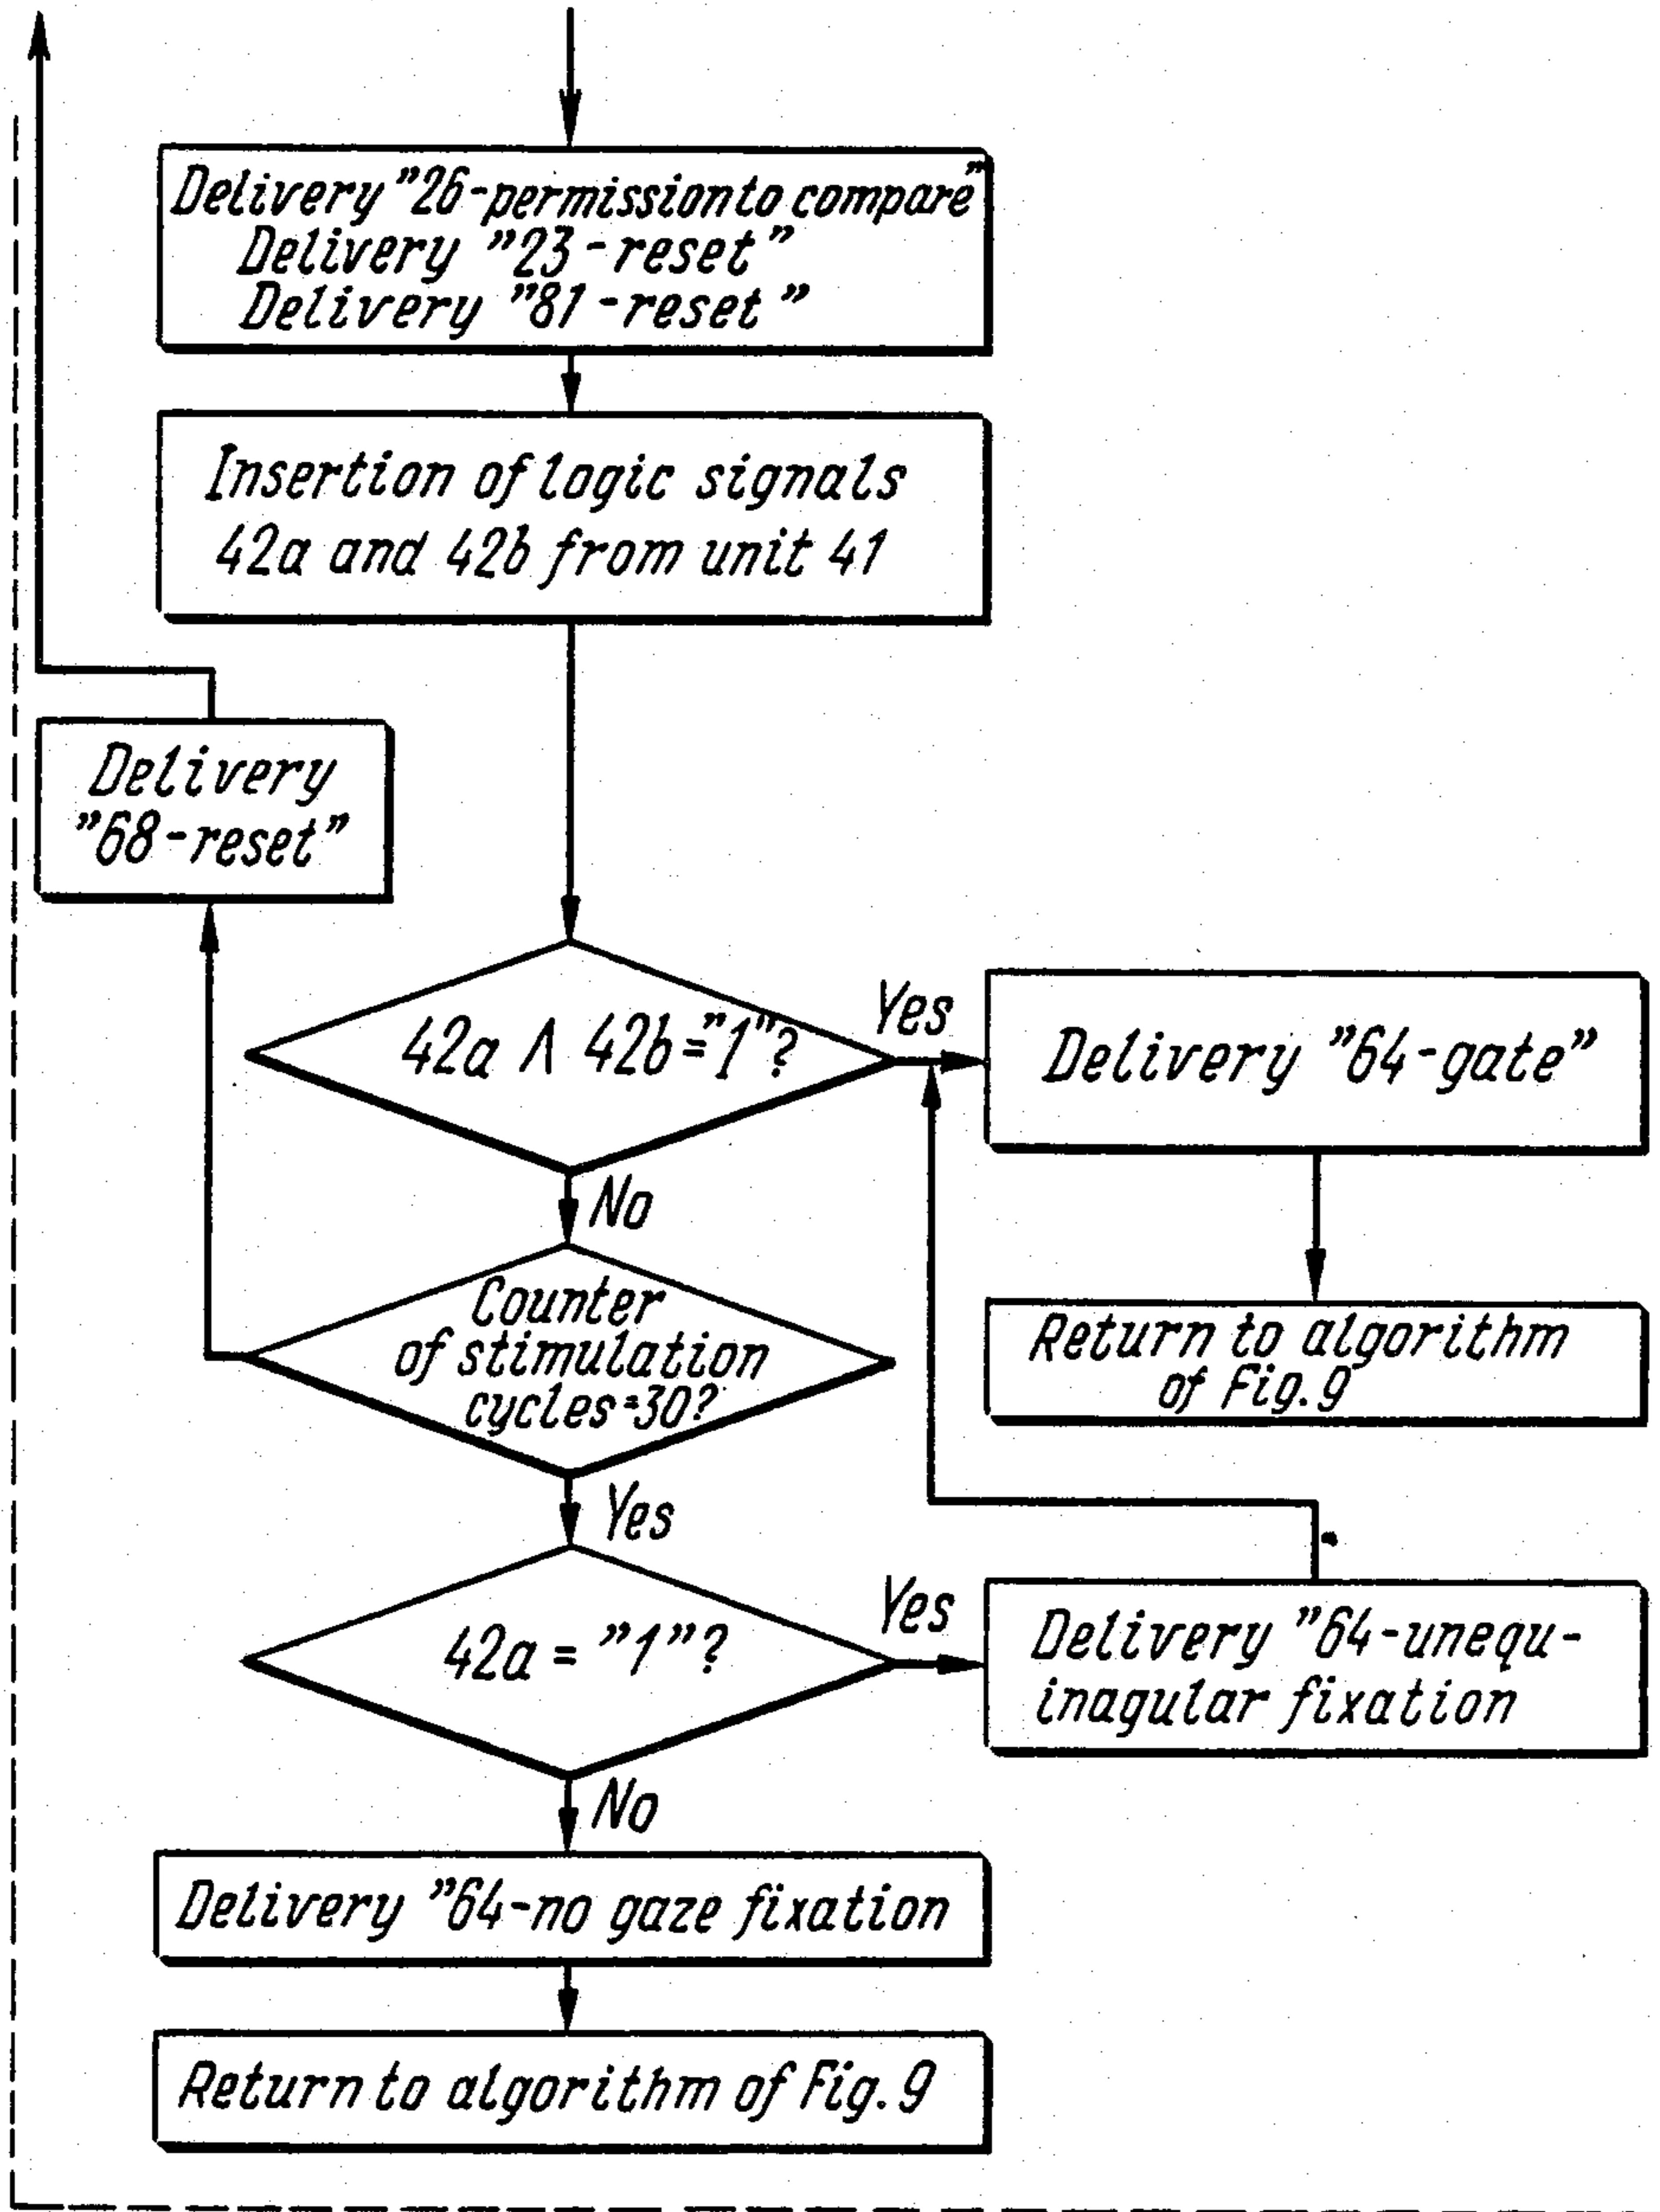 Delivery "26-permission to compare"
Delivery "23-reset"
Delivery "81-reset"
Insertion of logic signals
42a and 42b from unit 41
Delivery
"68-reset"
42a Λ 42b="1"?
Yes
Delivery "64-gate"
No
Counter
of stimulation
cycles=30?
Return to algorithm
of Fig. 9
Yes
42a = "1"?
Yes
Delivery "64-unequ-
inagular fixation
No
Delivery "64-no gaze fixation
Return to algorithm of Fig. 9